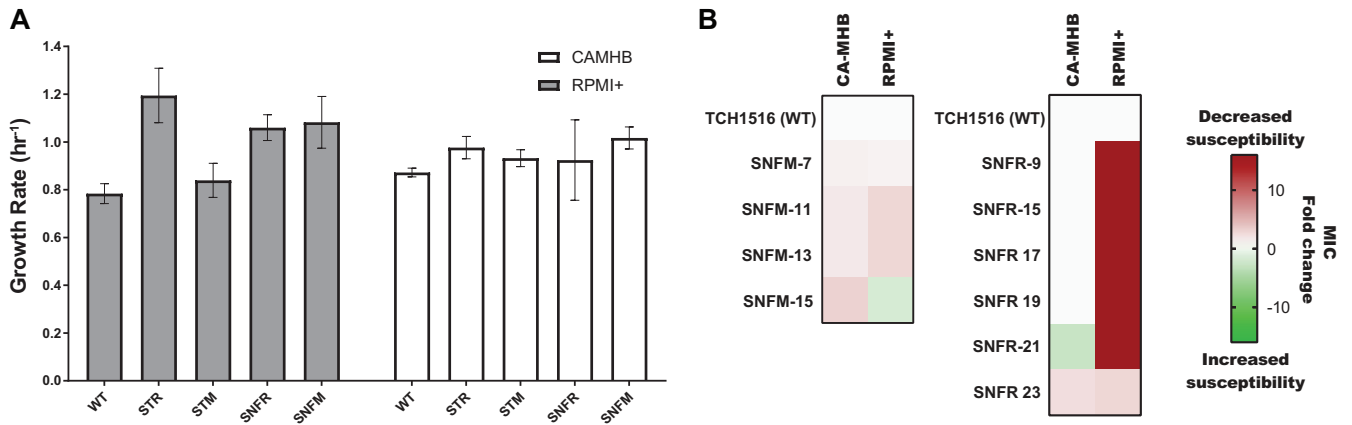 A
Growth Rate (hr⁻¹)
1.4
1.2
1.0
0.8
0.6
0.4
0.2
0.0
CAMHB
RPMI+
WT
STR
STM
SNFR
SNFM
WT
STR
STM
SNFR
SNFM
B
CA-MHB
RPMI+
TCH1516 (WT)
SNFM-7
SNFM-11
SNFM-13
SNFM-15
CA-MHB
RPMI+
TCH1516 (WT)
SNFR-9
SNFR-15
SNFR 17
SNFR 19
SNFR-21
SNFR 23
Decreased
susceptibility
10
0
-10
MIC
Fold change
Increased
susceptibility